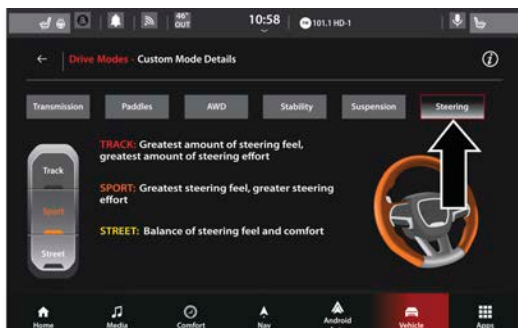 46°
OUT
10:58
101.1 HD-1
Drive Modes - Custom Mode Details
Transmission
Paddles
AWD
Stability
Suspension
Steering
TRACK: Greatest amount of steering feel,
greatest amount of steering effort
SPORT: Greatest steering feel, greater steering
effort
STREET: Balance of steering feel and comfort
Track
Sport
Street
Home
Media
Comfort
Nav
Android
Vehicle
Apps